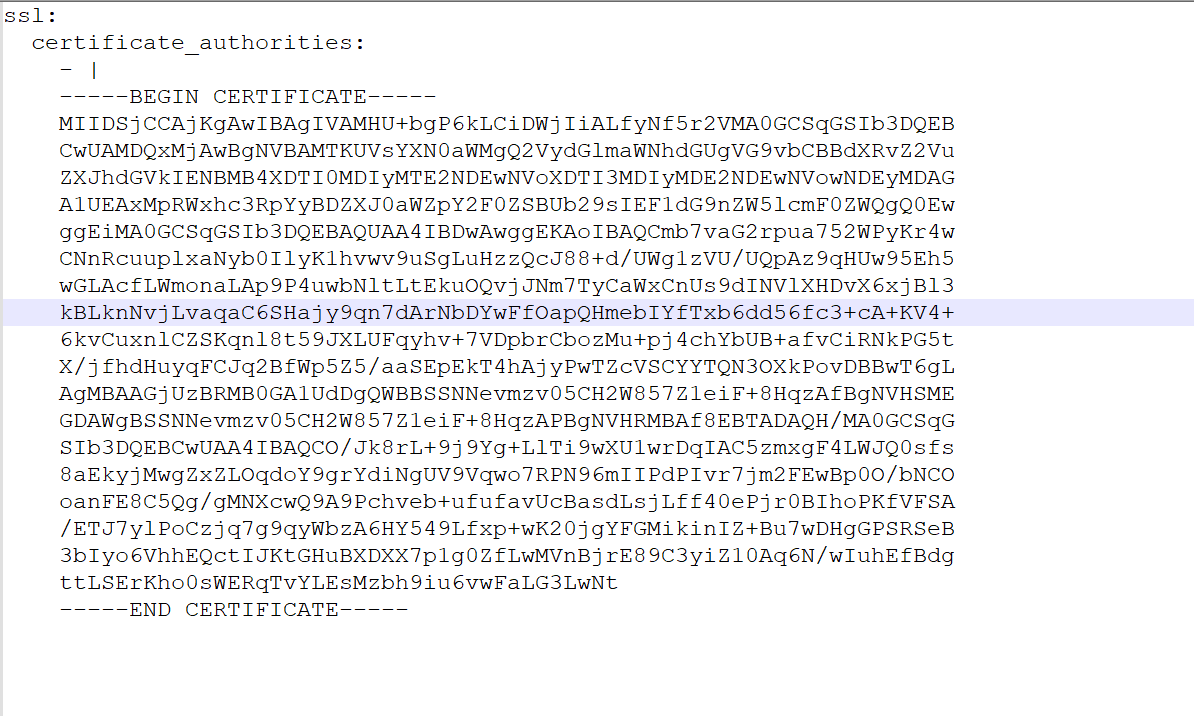 ssl:
  certificate_authorities:
    - |
    -----BEGIN CERTIFICATE-----
    MIIDSjCCAjKgAwIBAgIVAMHU+bgP6kLCiDWjIiALfyNf5r2VMA0GCSqGSIb3DQEB
    CwUAMDQxMjAwBgNVBAMTKUVsYXN0aWMgQ2VydGlmaWNhdGUgVG9vbCBBdXRvZ2Vu
    ZXJhdGVkIENBMB4XDTI0MDIyMTE2NDEwNVoXDTI3MDIyMDE2NDEwNVowNDEyMDAG
    A1UEAxMpRWxhc3RpYyBDZXJ0aWZpY2F0ZSBUb29sIEF1dG9nZW5lcmF0ZWQgQ0Ew
    ggEiMA0GCSqGSIb3DQEBAQUAA4IBDwAwggEKAoIBAQCmb7vaG2rpua752WPyKr4w
    CNnRcuuplxaNyb0IlyK1hvwv9uSgLuHzzQcJ88+d/UWg1zVU/UQpAz9qHUw95Eh5
    wGLAcfLWmonaLAp9P4uwbNltLtEkuOQvjJNm7TyCaWxCnUs9dINVlXHDvX6xjBl3
    kBLknNvjLvaqaC6SHajy9qn7dArNbDYwFfOapQHmebIYfTxb6dd56fc3+cA+KV4+
    6kvCuxnlCZSKqnl8t59JXLUFqyhv+7VDpbrCbozMu+pj4chYbUB+afvCiRNkPG5t
    X/jfhdHuyqFCJq2BfWp5Z5/aaSEpEkT4hAjyPwTZcVSCYYTQN3OXkPovDBBwT6gL
    AgMBAAGjUzBRMB0GA1UdDgQWBBSSNNevmzv05CH2W857Z1eiF+8HqzAfBgNVHSME
    GDAWgBSSNNevmzv05CH2W857Z1eiF+8HqzAPBgNVHRMBAf8EBTADAQH/MA0GCSqG
    SIb3DQEBCwUAA4IBAQCO/Jk8rL+9j9Yg+LlTi9wXU1wrDqIAC5zmxgF4LWJQ0sfs
    8aEkyjMwgZxZLOqdoY9grYdiNgUV9Vqwo7RPN96mIIPdPIvr7jm2FEwBp0O/bNCO
    oanFE8C5Qg/gMNXcwQ9A9Pchveb+ufufavUcBasdLsjLff40ePjr0BIhoPKfVFSA
    /ETJ7ylPoCzjq7g9qyWbzA6HY549Lfxp+wK20jgYFGMikinIZ+Bu7wDHgGPSRSeB
    3bIyo6VhhEQctIJKtGHuBXDXX7p1g0ZfLwMVnBjrE89C3yiZ10Aq6N/wIuhEfBdg
    ttLSErKho0sWERqTvYLEsMzbh9iu6vwFaLG3LwNt
    -----END CERTIFICATE-----